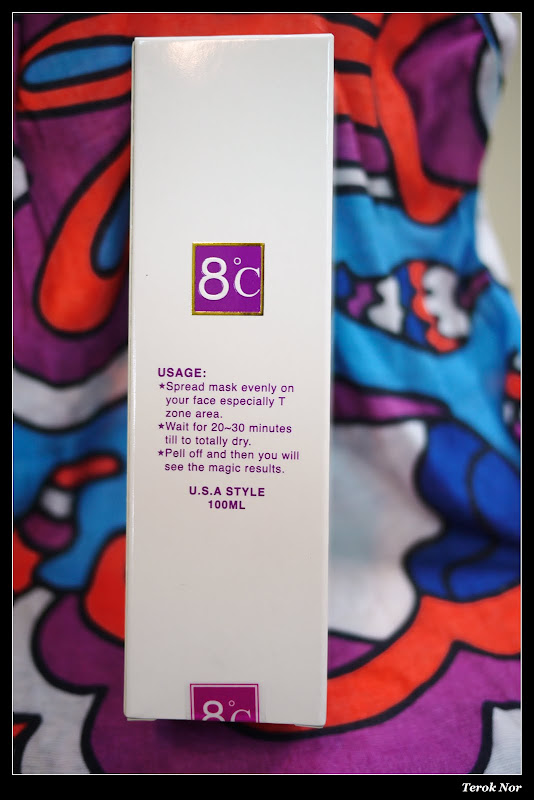 8°C
USAGE:
★Spread mask evenly on
your face especially T
zone area.
★Wait for 20~30 minutes
till to totally dry.
★Pell off and then you will
see the magic results.
U.S.A STYLE
100ML
8°C
Terok Nor